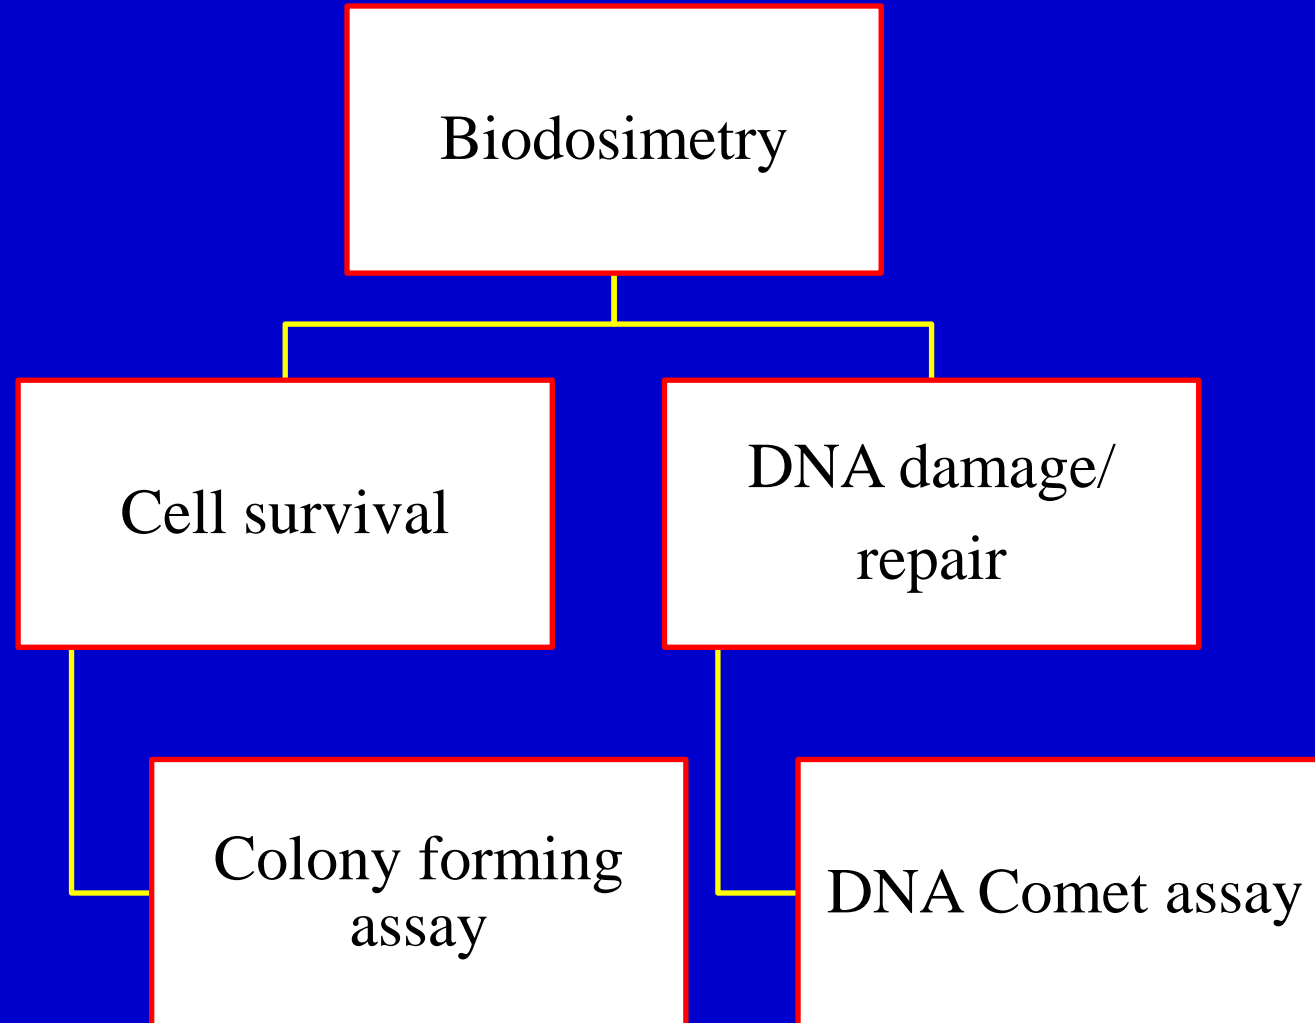 Biodosimetry
Cell survival
DNA damage/
repair
Colony forming
assay
DNA Comet assay